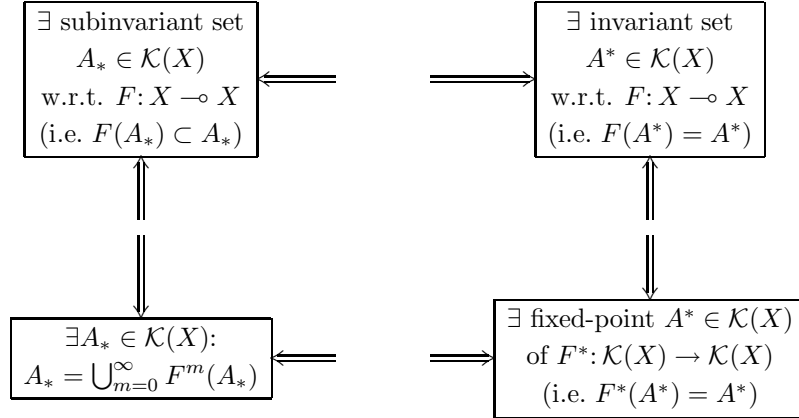 ∃ subinvariant set
A_* ∈ 𝒦(X)
w.r.t. F: X ⊸ X
(i.e. F(A_*) ⊂ A_*)
∃ invariant set
A^* ∈ 𝒦(X)
w.r.t. F: X ⊸ X
(i.e. F(A^*) = A^*)
∃A_* ∈ 𝒦(X):
A_* = ⋃_{m=0}^{∞} F^m(A_*)
∃ fixed-point A^* ∈ 𝒦(X)
of F^*: 𝒦(X) → 𝒦(X)
(i.e. F^*(A^*) = A^*)